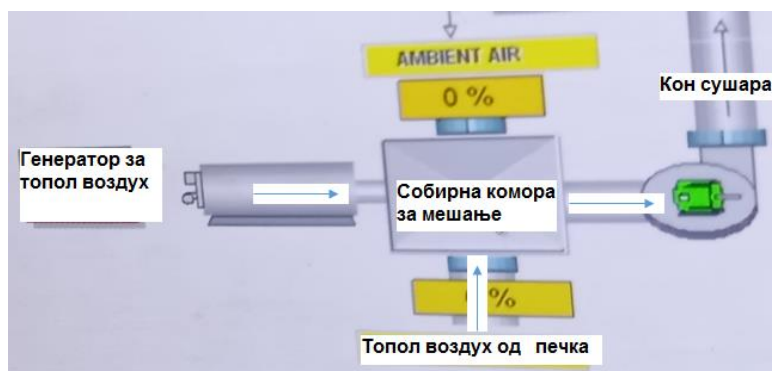 AMBIENT AIR
0 %
Кон сушара
Генератор за
топол воздух
Собирна комора
за мешање
%
Топол воздух од печка